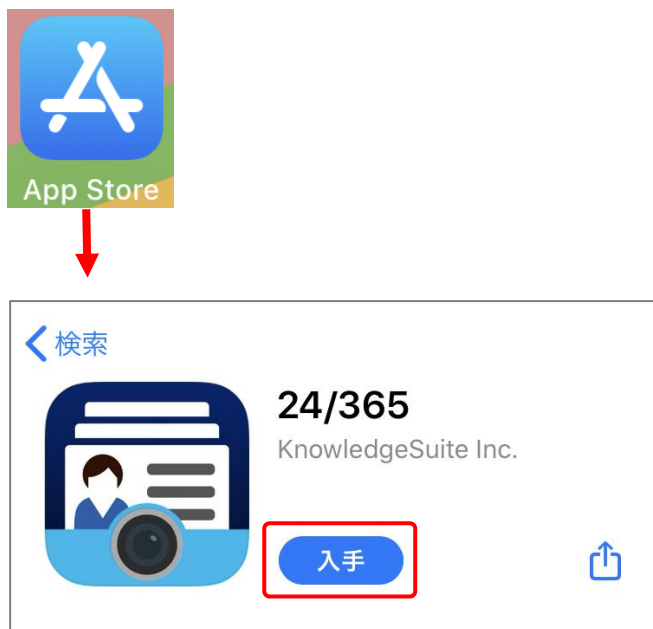 App Store
検索
24/365
KnowledgeSuite Inc.
入手